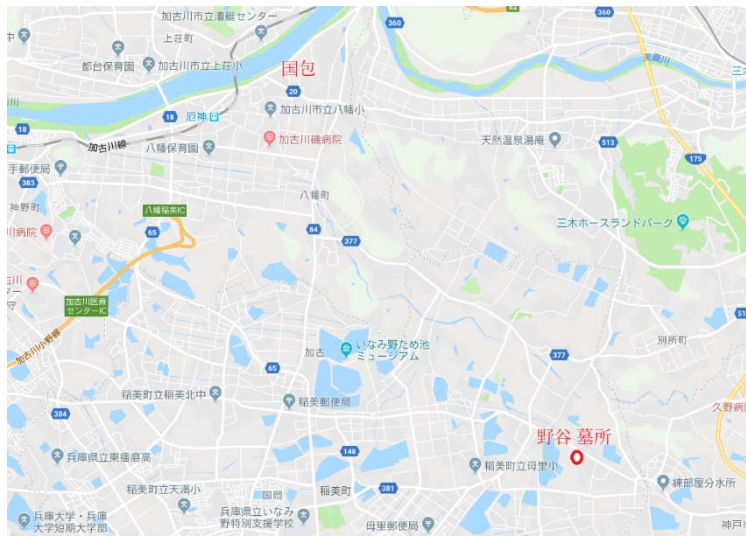 加古川市立漕艇センター
上荘町
都台保育園
加古川市立上荘小
国包
20
加古川市立八幡小
18
18
厄神
加古川線
八幡保育園
加古川磯病院
手郵便局
383
神野町
川病院
八幡町
八幡稲美IC
65
84
377
加古川医療
センターIC
加古川小野線
360
360
美嚢川
天然温泉湯庵
513
175
三木ホースランドパーク
加古
いなみ野ため池
ミュージアム
377
別所町
65
稲美町立稲美北中
稲美郵便局
384
久野病院
野谷 墓所
148
兵庫県立東播磨高
稲美町立母里小
稲美町立天満小
国岡
稲美町
381
練部屋分水所
兵庫県立いなみ
野特別支援学校
母里郵便局
兵庫大学・兵庫
大学短期大学部
神戸市